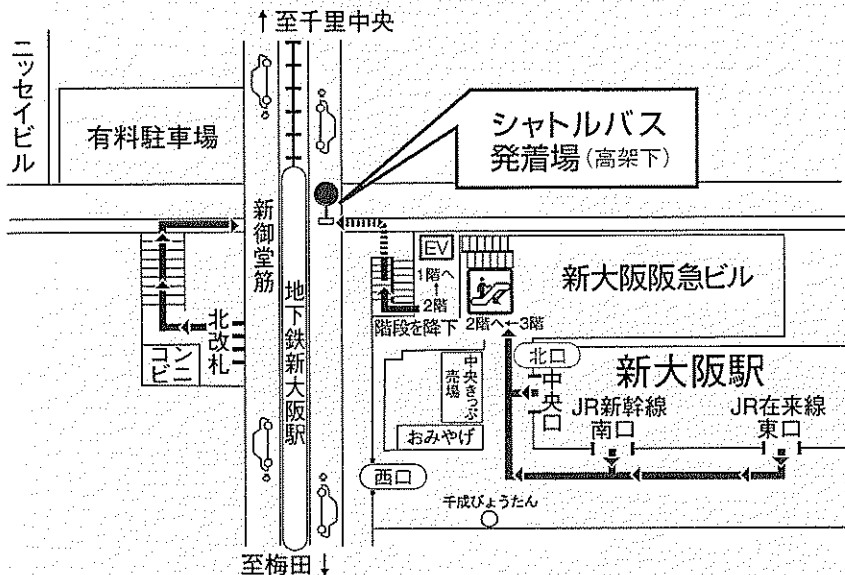 ↑至千里中央
ニッセイビル
有料駐車場
シャトルバス
発着場(高架下)
新御堂筋
地下鉄新大阪駅
EV
1階へ
↑
2階
階段を降下
2階へ←3階
新大阪阪急ビル
北改札
コンビニ
北口
中央口
中央きっぷ
売場
おみやげ
新大阪駅
JR新幹線
南口
JR在来線
東口
西口
千成びょうたん
至梅田↓